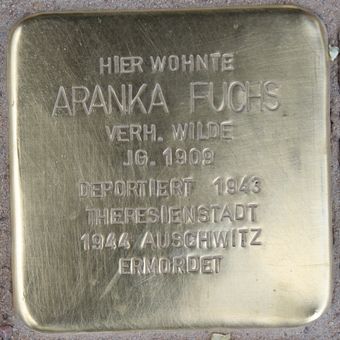 HIER WOHNTE
ARANKA FUCHS
VERH. WILDE
JG. 1909
DEPORTIERT 1943
THERESIENSTADT
1944 AUSCHWITZ
ERMORDET